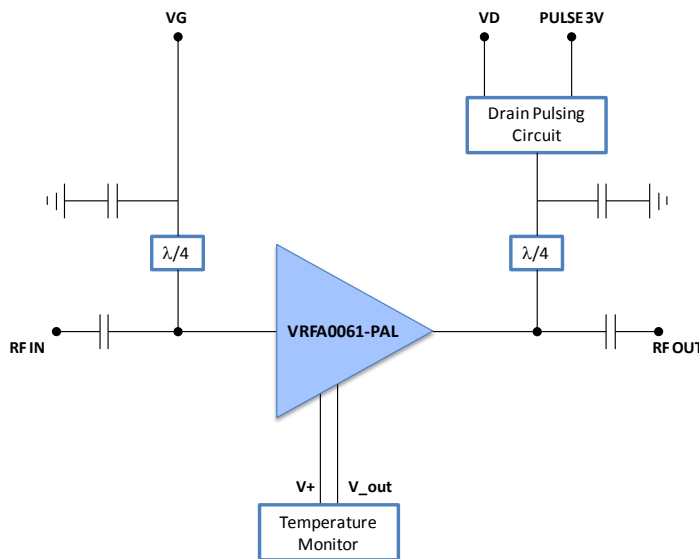 VG
VD
PULSE 3V
Drain Pulsing
Circuit
λ/4
λ/4
RF IN
VRFA0061-PAL
RF OUT
V+
V_out
Temperature
Monitor